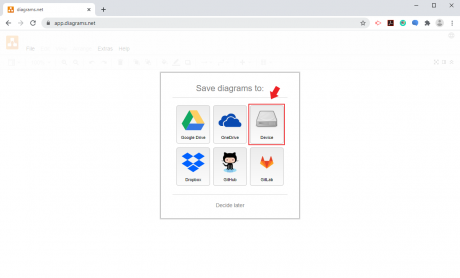 diagrams.net
app.diagrams.net
File
Extras Help
Save diagrams to:
Google Drive OneDrive Device
Dropbox GitHub GitLab
Decide later